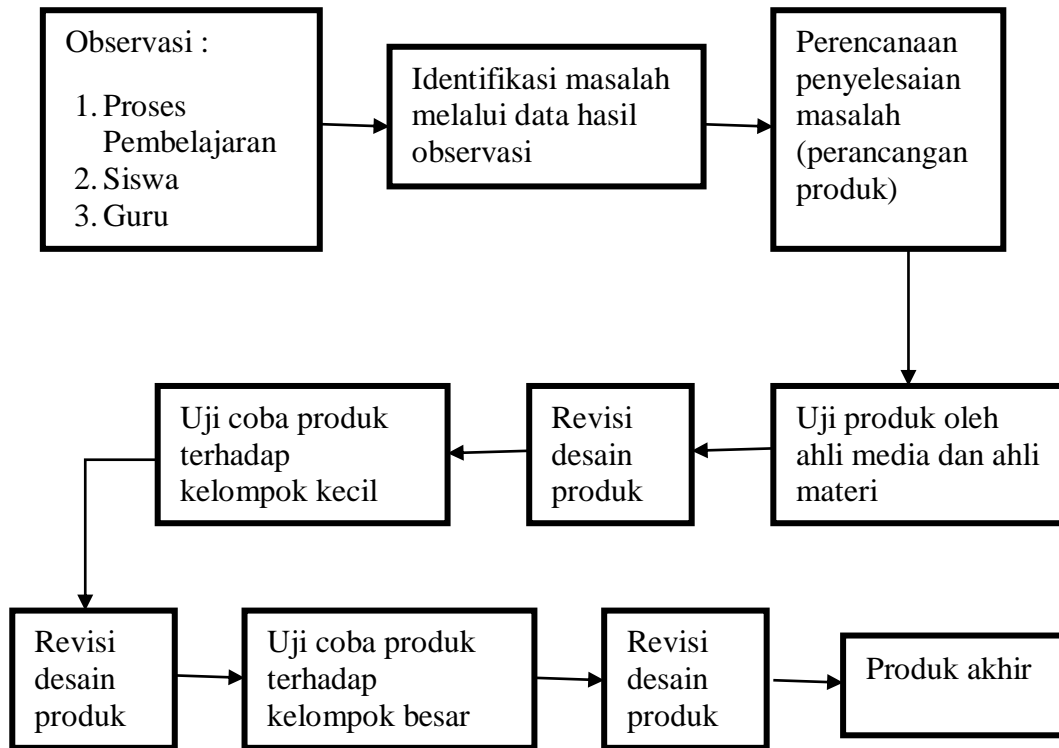 Observasi :
1. Proses
Pembelajaran
2. Siswa
3. Guru
Identifikasi masalah
melalui data hasil
observasi
Perencanaan
penyelesaian
masalah
(perancangan
produk)
Uji produk oleh
ahli media dan ahli
materi
Revisi
desain
produk
Uji coba produk
terhadap
kelompok kecil
Revisi
desain
produk
Uji coba produk
terhadap
kelompok besar
Revisi
desain
produk
Produk akhir